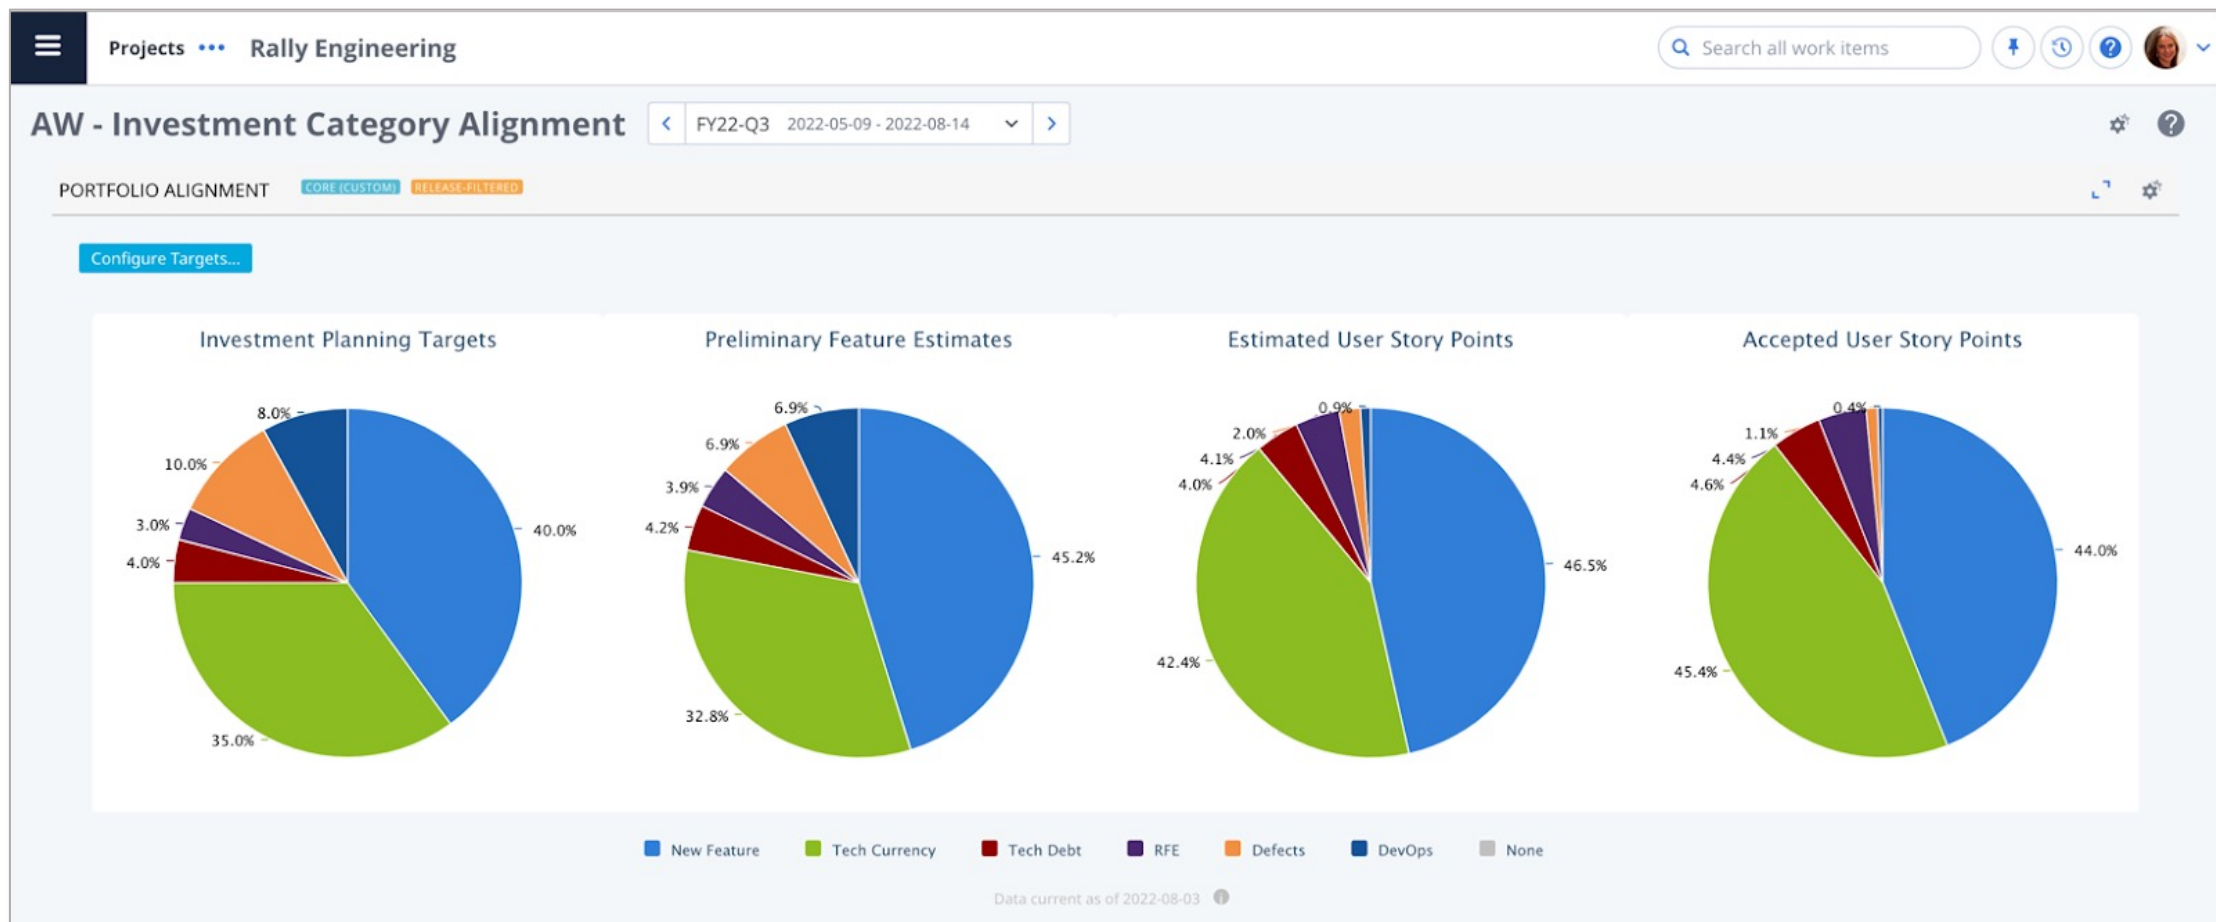 Projects ••• Rally Engineering Search all work items
AW - Investment Category Alignment FY22-Q3 2022-05-09 - 2022-08-14
PORTFOLIO ALIGNMENT CORE (CUSTOM) RELEASE-FILTERED
Configure Targets...
Investment Planning Targets
8.0%
10.0%
3.0%
4.0%
40.0%
35.0%
Preliminary Feature Estimates
6.9%
6.9%
3.9%
4.2%
45.2%
32.8%
Estimated User Story Points
0.9%
2.0%
4.1%
4.0%
46.5%
42.4%
Accepted User Story Points
0.4%
1.1%
4.4%
4.6%
44.0%
45.4%
New Feature Tech Currency Tech Debt RFE Defects DevOps None
Data current as of 2022-08-03